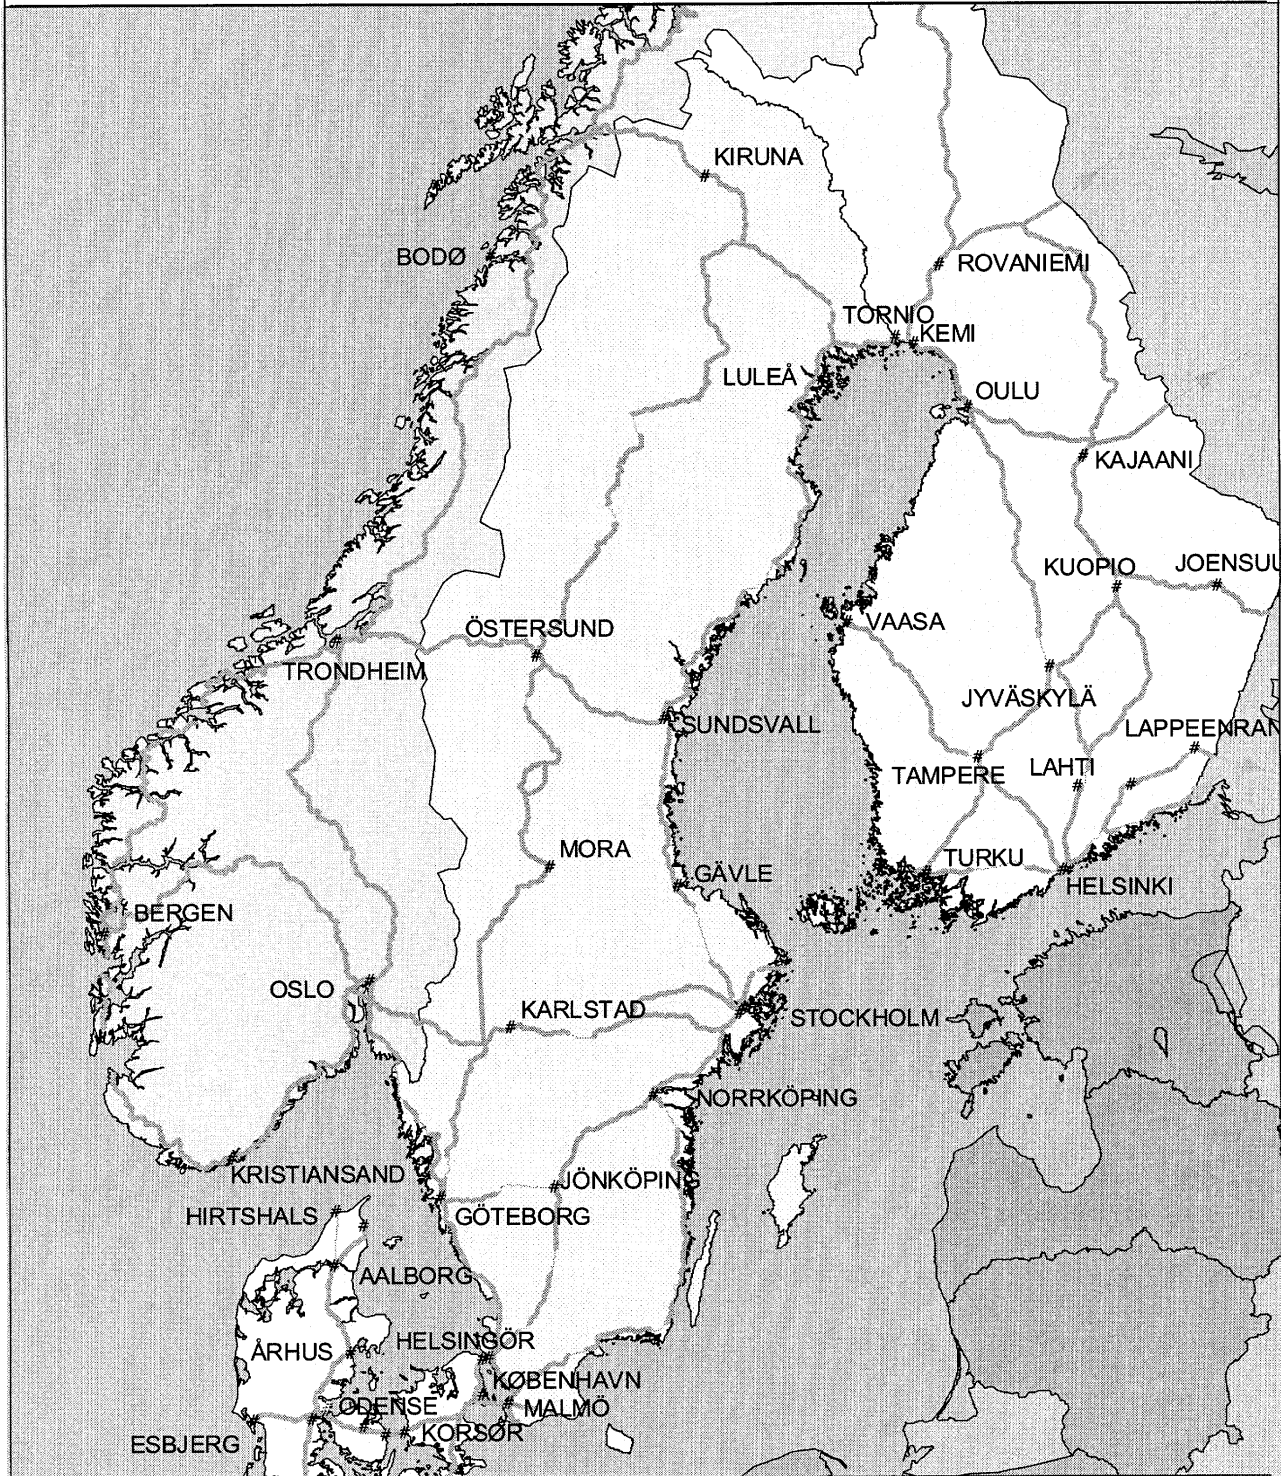 KIRUNA
BODØ
ROVANIEMI
TORNIO
KEMI
LULEÅ
OULU
KAJAANI
KUOPIO
JOENSUU
VAASA
ÖSTERSUND
TRONDHEIM
JYVÄSKYLÄ
SUNDSVALL
LAPPEENRAN
TAMPERE
LAHTI
MORA
TURKU
GÄVLE
HELSINKI
BERGEN
OSLO
KARLSTAD
STOCKHOLM
NORRKÖPING
KRISTIANSAND
JÖNKÖPING
HIRTSHALS
GÖTEBORG
AALBORG
HELSINGÖR
ÅRHUS
KØBENHAVN
ODENSE
MALMÖ
KORSØR
ESBJERG